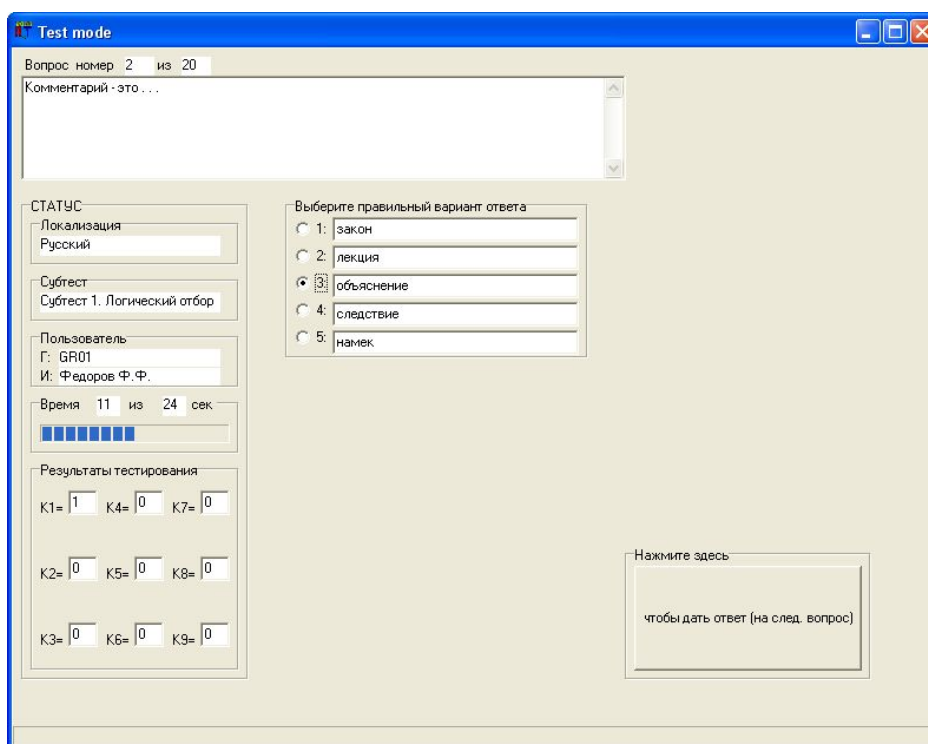 Test mode
Вопрос номер 2 из 20
Комментарий - это . . .
СТАТУС
Локализация
Русский
Субтест
Субтест 1. Логический отбор
Пользователь
Г: GR01
И: Федоров Ф.Ф.
Время 11 из 24 сек
Результаты тестирования
K1= 1 K4= 0 K7= 0
K2= 0 K5= 0 K8= 0
K3= 0 K6= 0 K9= 0
Выберите правильный вариант ответа
1: закон
2: лекция
3: объяснение
4: следствие
5: намек
Нажмите здесь
чтобы дать ответ (на след. вопрос)